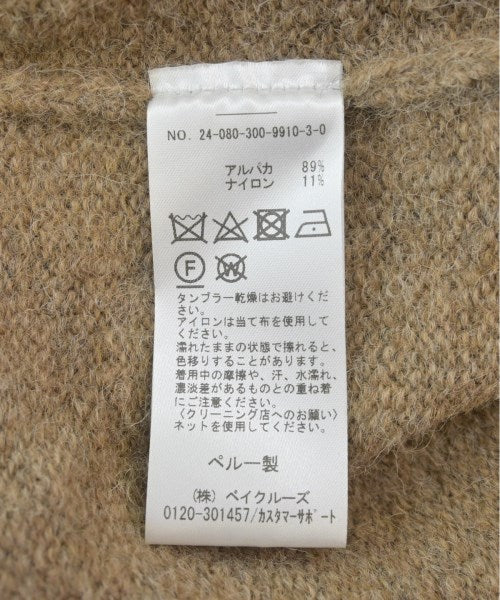 NO. 24-080-300-9910-3-0
アルパカ 89%
ナイロン 11%
F W
タンブラー乾燥はお避けくだ
さい。
アイロンは当て布を使用して
ください。
濡れたままの状態で擦れると、
色移りすることがあります。
着用中の摩擦や、汗、水濡れ、
濃淡差があるものとの重ね着
にご注意ください。
〈クリーニング店へのお願い〉
ネットを使用してください。
ペルー製
(株) ベイクルーズ
0120-301457/カスタマーサポート